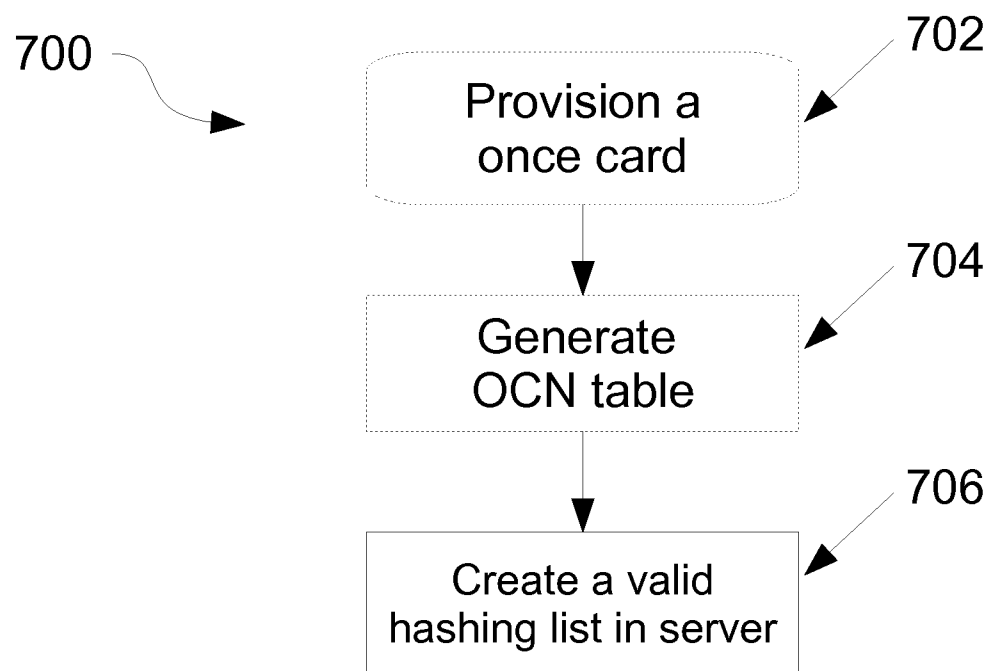 700
702
Provision a
once card
704
Generate
OCN table
706
Create a valid
hashing list in server